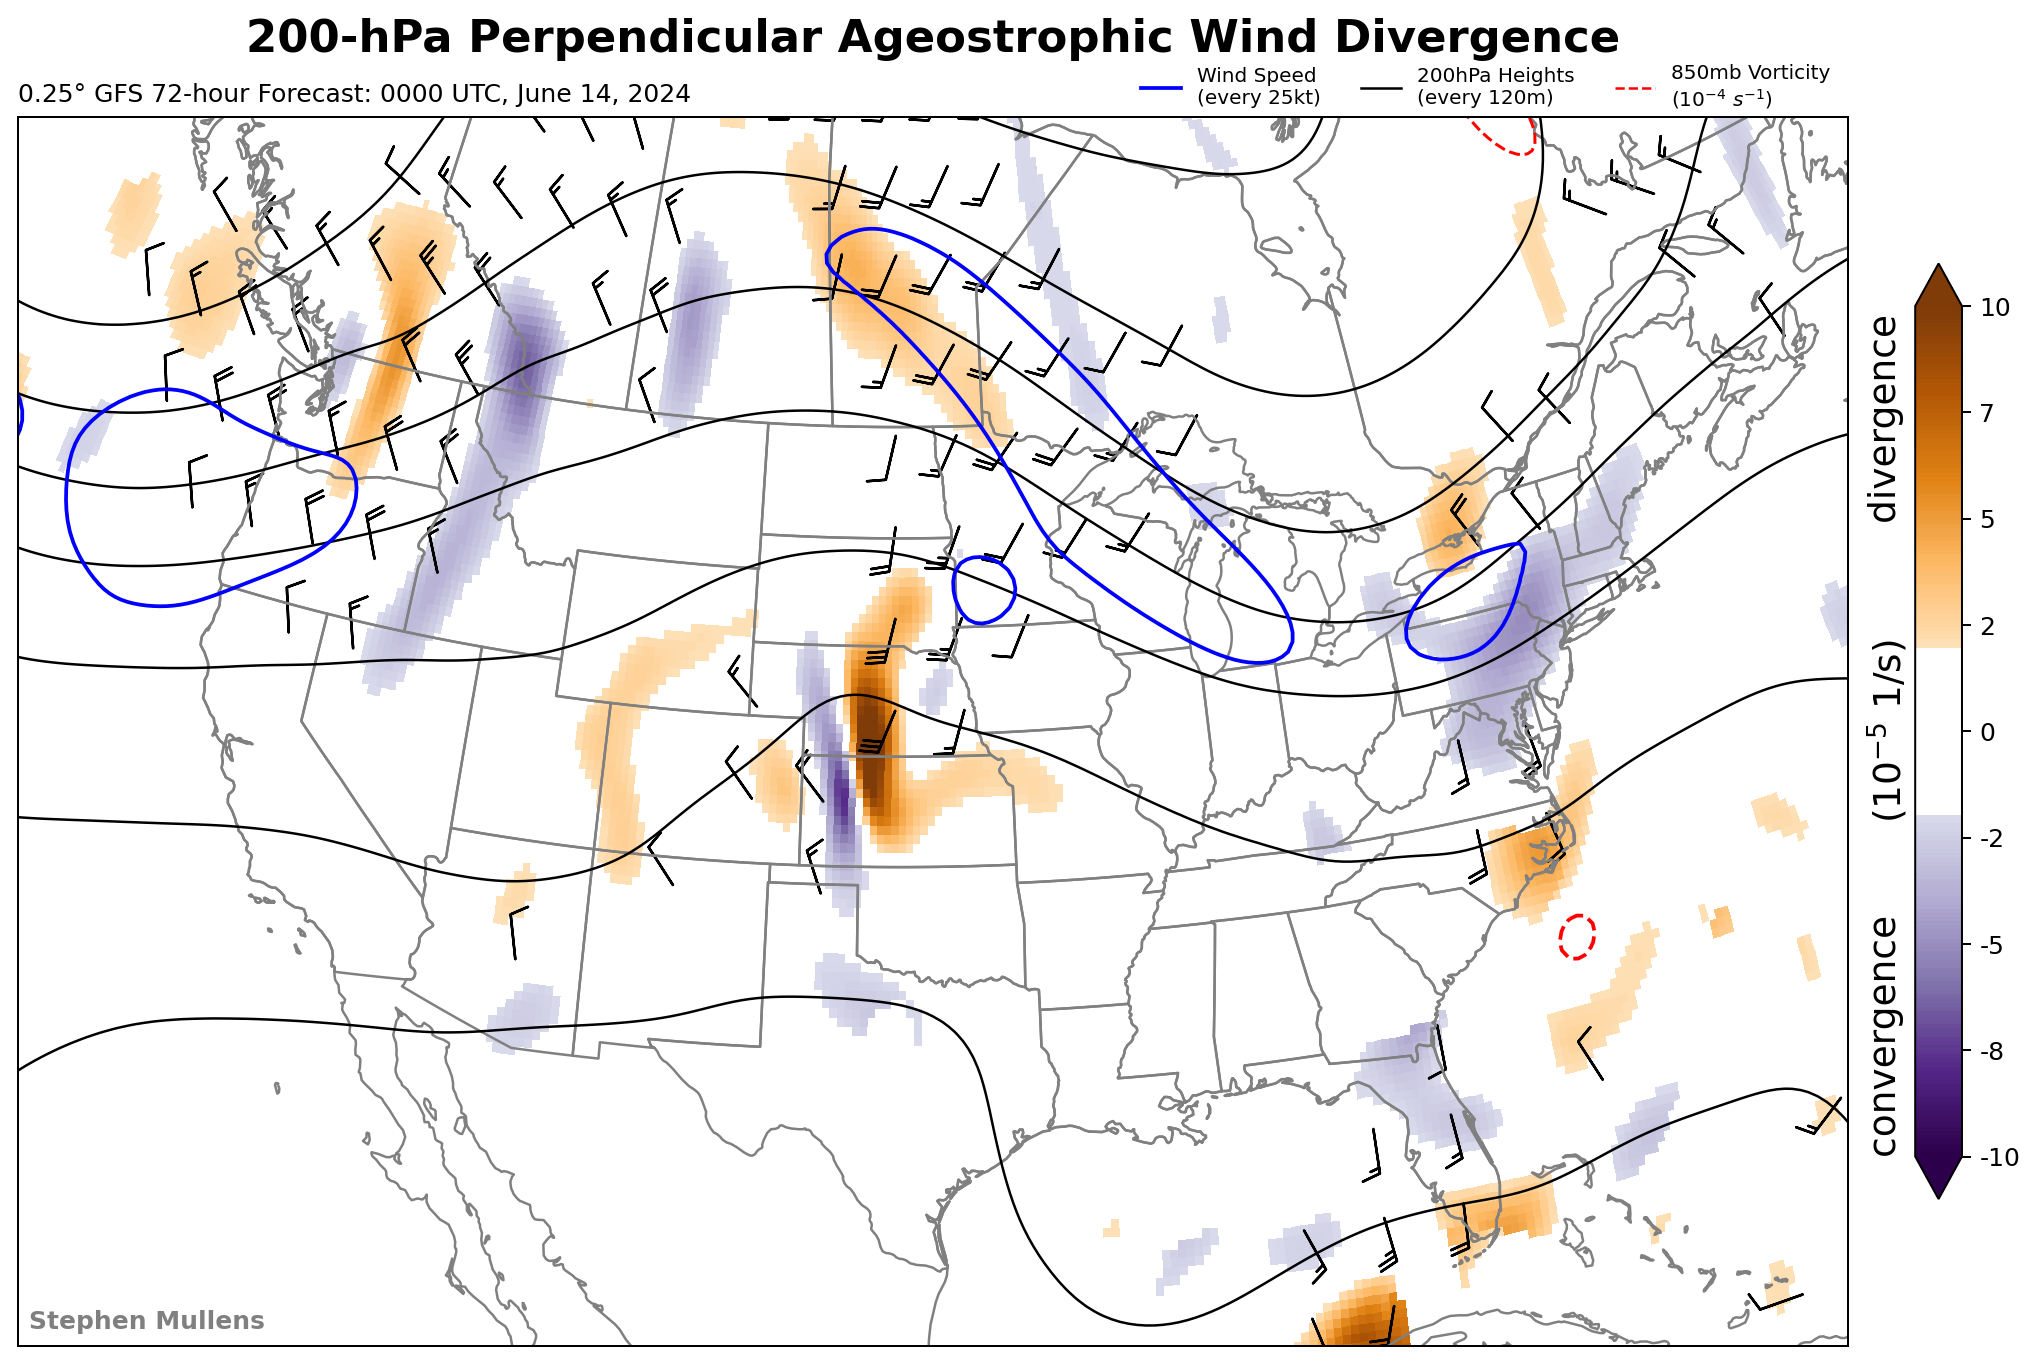 200-hPa Perpendicular Ageostrophic Wind Divergence
0.25° GFS 72-hour Forecast: 0000 UTC, June 14, 2024
Wind Speed
(every 25kt)
200hPa Heights
(every 120m)
850mb Vorticity
(10⁻⁴ s⁻¹)
10
7
5
2
0
-2
-5
-8
-10
convergence (10⁻⁵ 1/s) divergence
Stephen Mullens